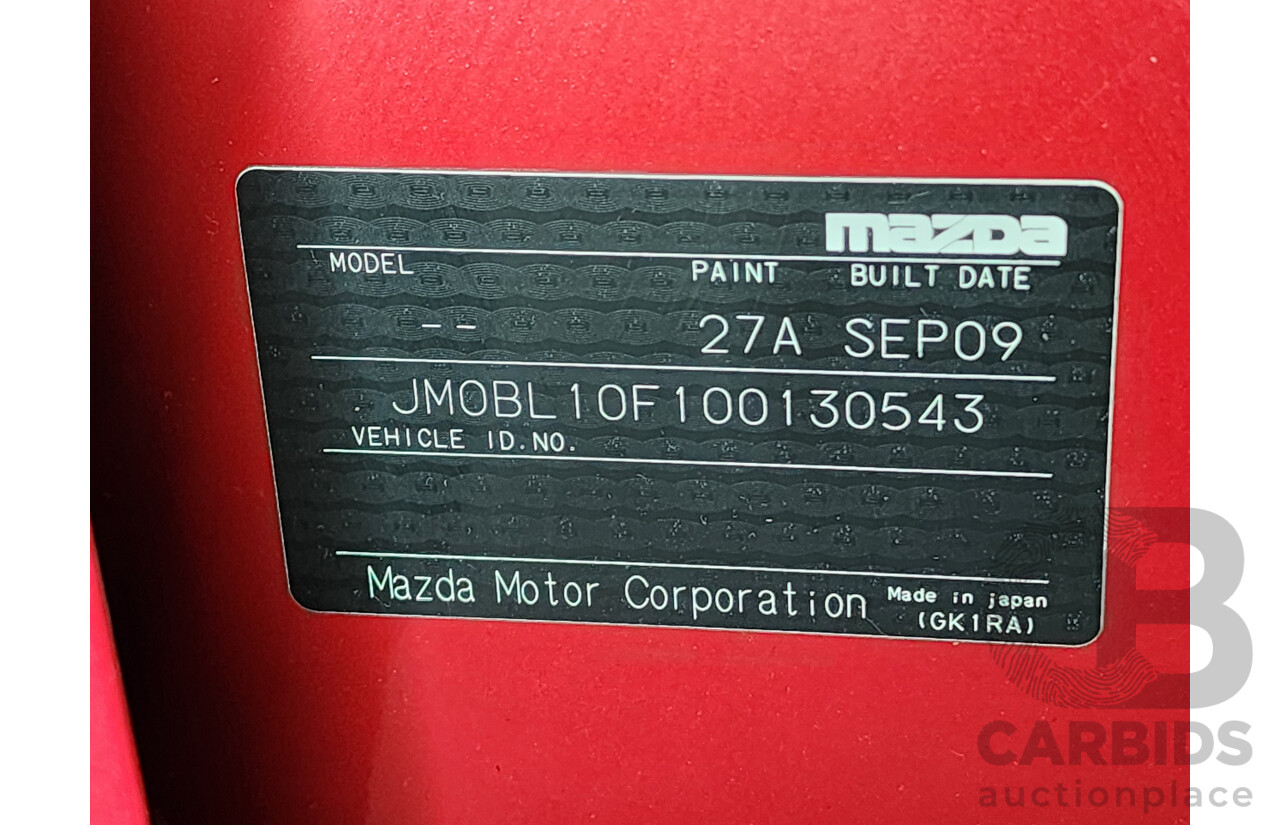 mazda
MODEL PAINT BUILT DATE
-- 27A SEP09
JM0BL10F100130543
VEHICLE ID.NO.
Mazda Motor Corporation Made in japan
(GK1RA)
B
CARBIDS
auctionplace